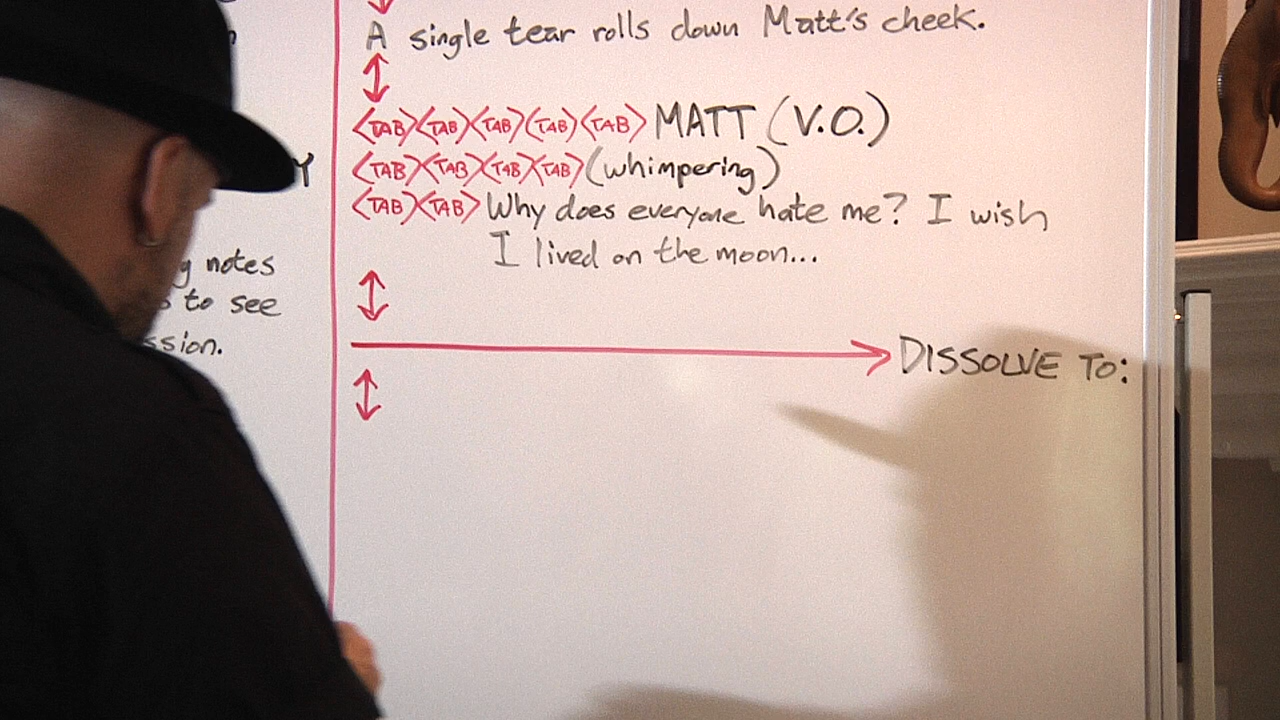 A single tear rolls down Matt's cheek.
<TAB><TAB><TAB><TAB><TAB> MATT (V.O.)
<TAB><TAB><TAB><TAB>(whimpering)
<TAB><TAB> Why does everyone hate me? I wish
I lived on the moon...
notes
to see
DISSOLVE TO: